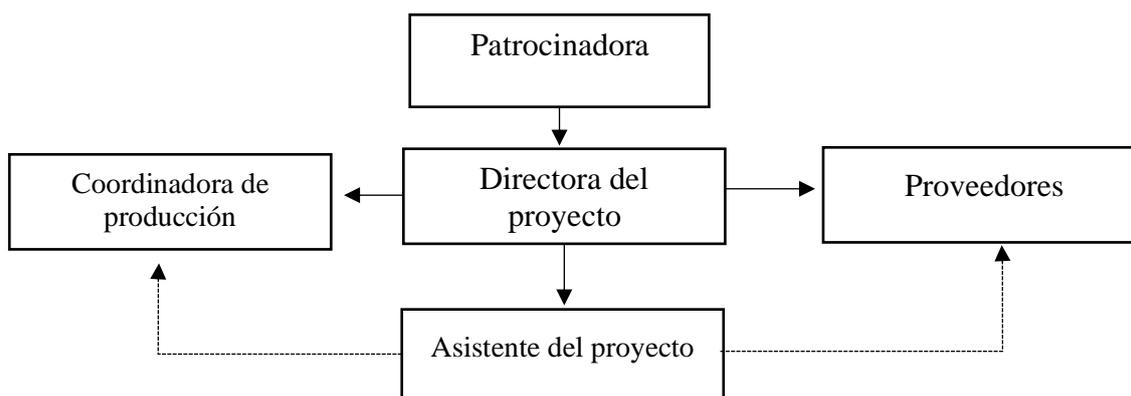 Patrocinadora
Coordinadora de
producción
Directora del
proyecto
Proveedores
Asistente del proyecto